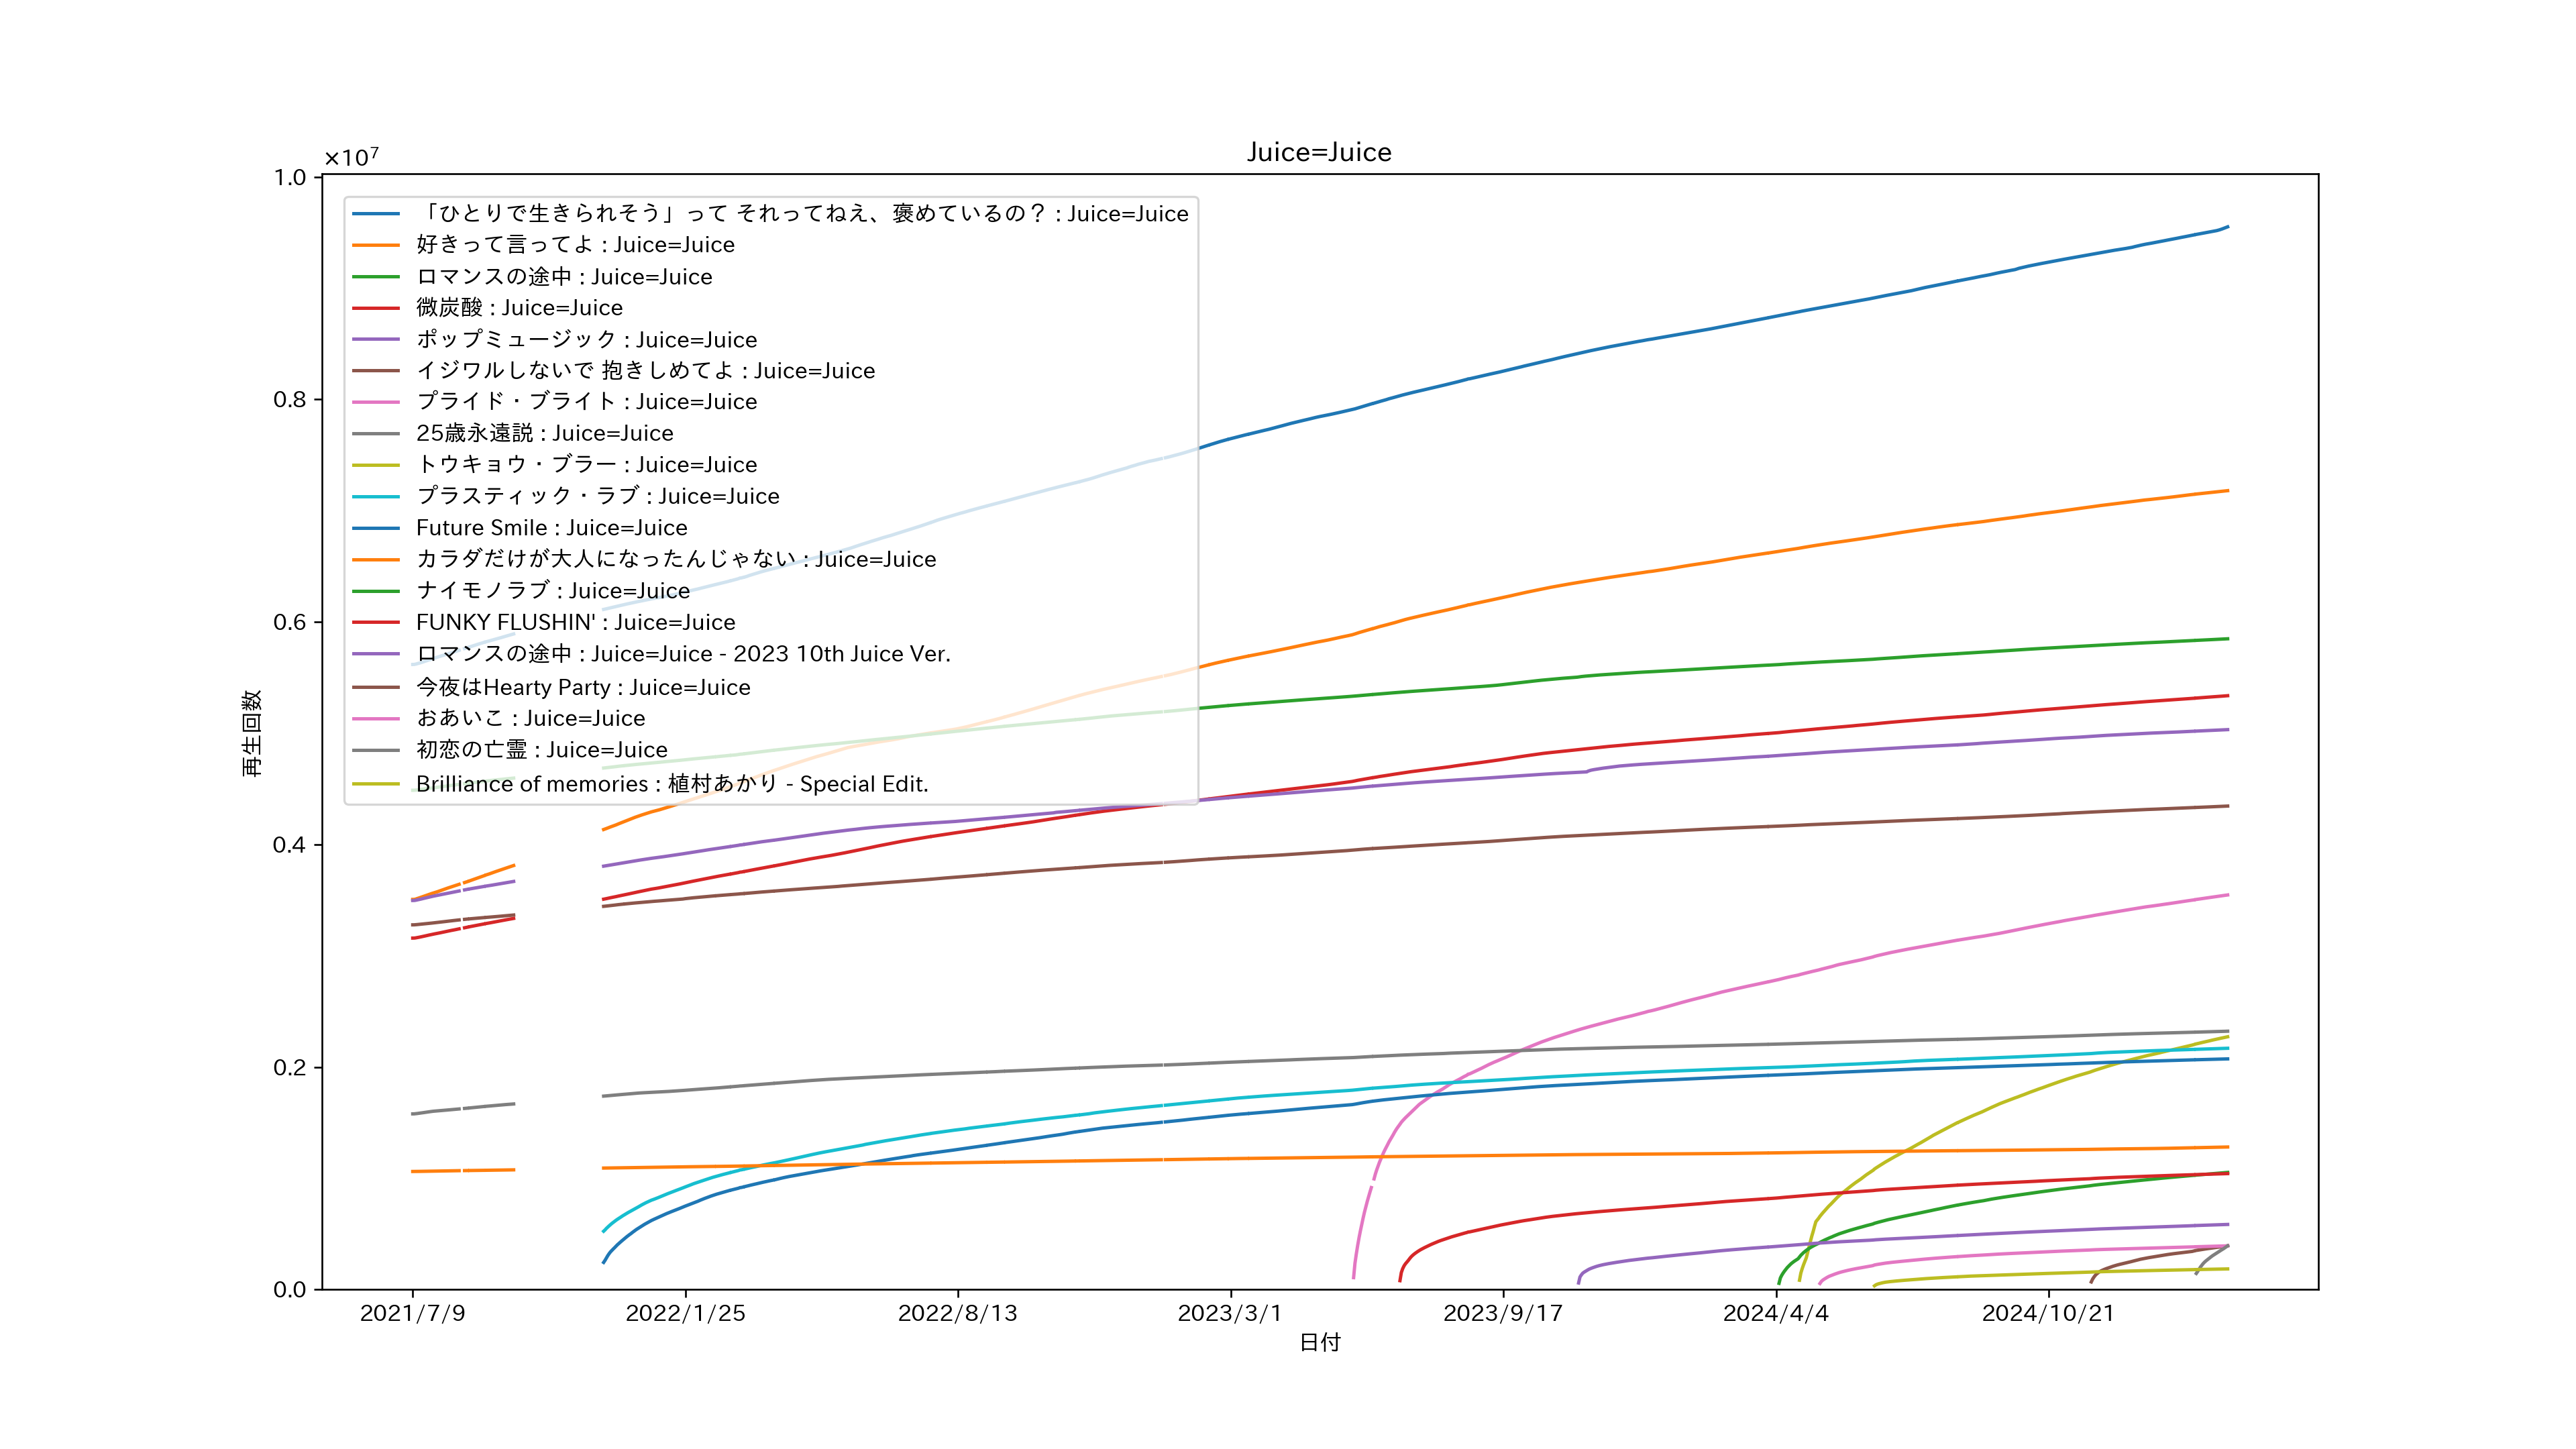 Juice=Juice
×10⁷
1.0
0.8
0.6
0.4
0.2
0.0
再生回数
「ひとりで生きられそう」って それってねえ、褒めているの？ : Juice=Juice
好きって言ってよ : Juice=Juice
ロマンスの途中 : Juice=Juice
微炭酸 : Juice=Juice
ポップミュージック : Juice=Juice
イジワルしないで 抱きしめてよ : Juice=Juice
プライド・ブライト : Juice=Juice
25歳永遠説 : Juice=Juice
トウキョウ・ブラー : Juice=Juice
プラスティック・ラブ : Juice=Juice
Future Smile : Juice=Juice
カラダだけが大人になったんじゃない : Juice=Juice
ナイモノラブ : Juice=Juice
FUNKY FLUSHIN' : Juice=Juice
ロマンスの途中 : Juice=Juice - 2023 10th Juice Ver.
今夜はHearty Party : Juice=Juice
おあいこ : Juice=Juice
初恋の亡霊 : Juice=Juice
Brilliance of memories : 植村あかり - Special Edit.
2021/7/9 2022/1/25 2022/8/13 2023/3/1 2023/9/17 2024/4/4 2024/10/21
日付